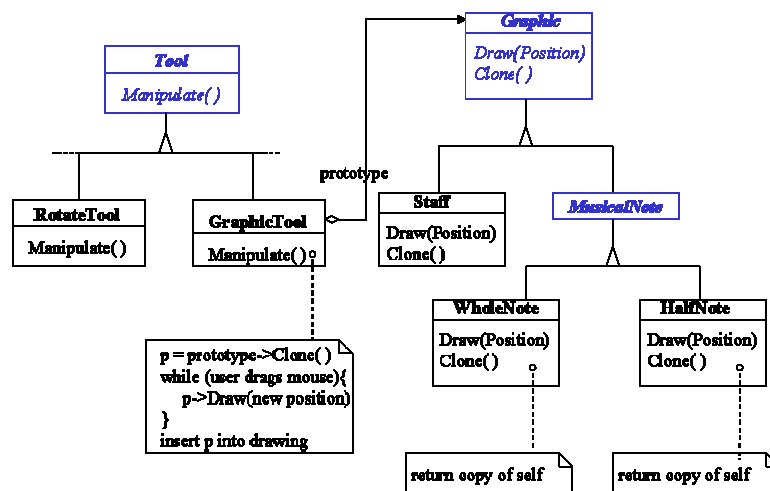 Tool
Manipulate( )
RotateTool
Manipulate( )
GraphicTool
Manipulate( )
p = prototype->Clone( )
while (user drags mouse){
p->Draw(new position)
}
insert p into drawing
prototype
Graphic
Draw(Position)
Clone( )
Staff
Draw(Position)
Clone( )
MusicalNote
WholeNote
Draw(Position)
Clone( )
return copy of self
HalfNote
Draw(Position)
Clone( )
return copy of self